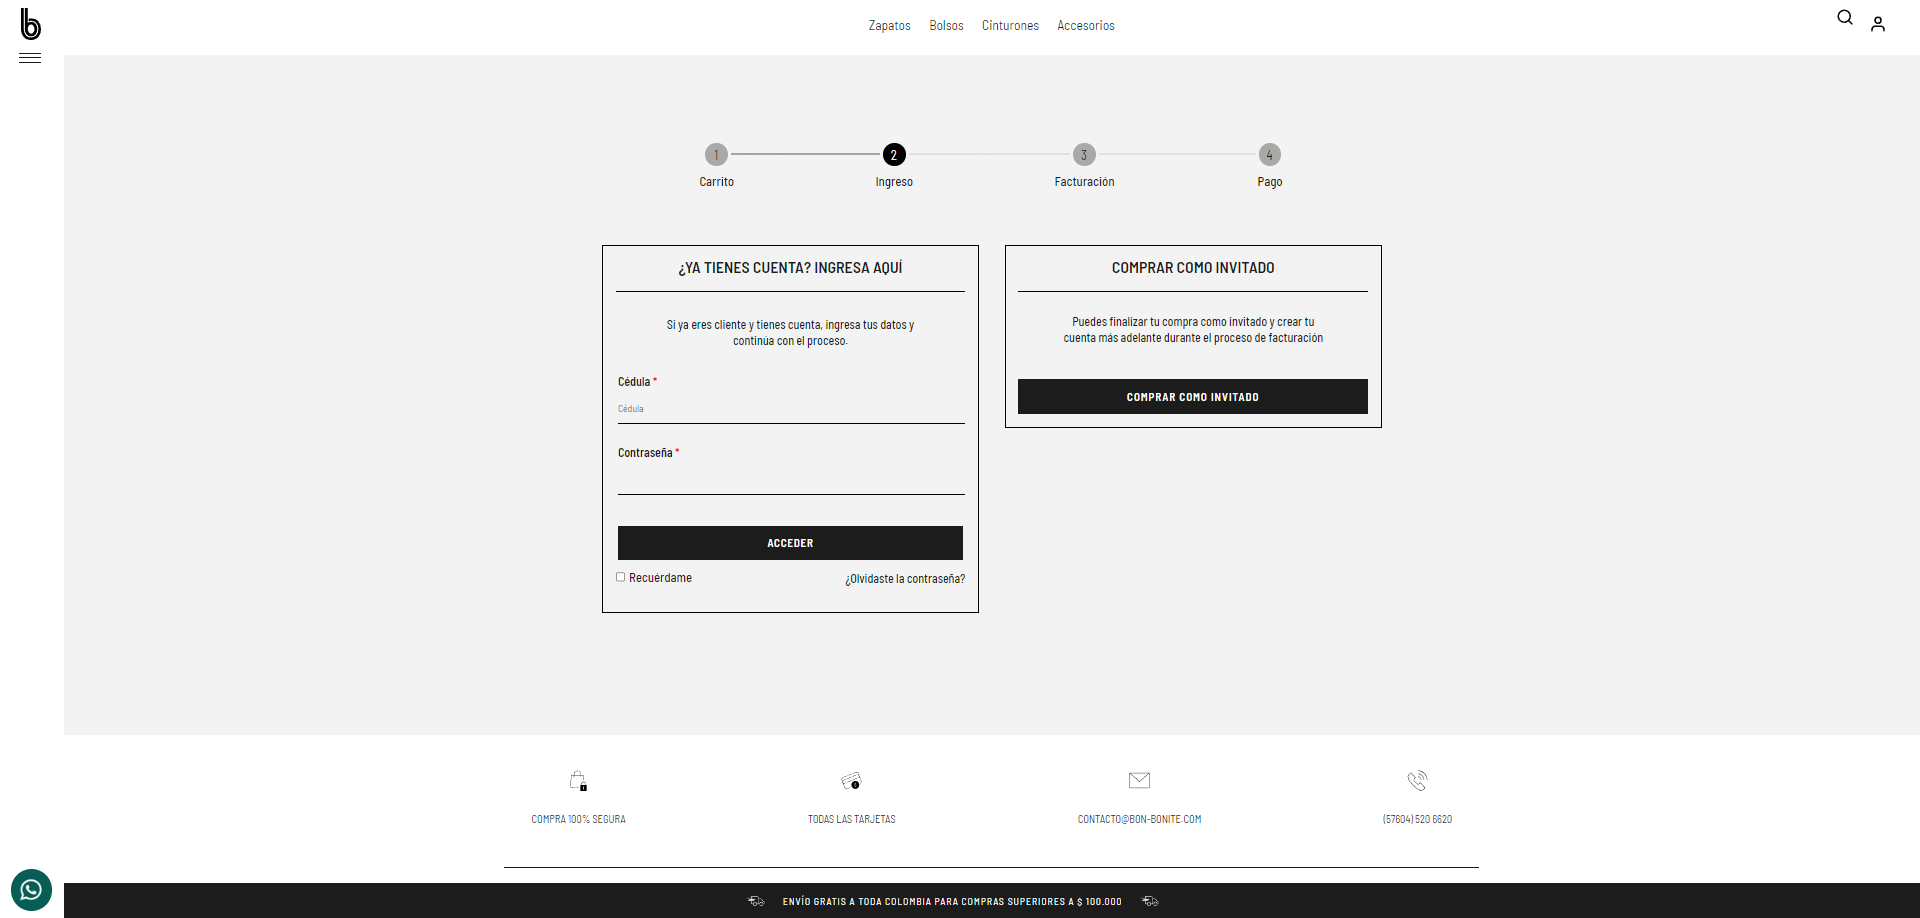 b
Zapatos Bolsos Cinturones Accesorios
1 2 3 4
Carrito Ingreso Facturación Pago
¿YA TIENES CUENTA? INGRESA AQUÍ
Si ya eres cliente y tienes cuenta, ingresa tus datos y
continúa con el proceso.
Cédula *
Cédula
Contraseña *
ACCEDER
Recuérdame ¿Olvidaste la contraseña?
COMPRAR COMO INVITADO
Puedes finalizar tu compra como invitado y crear tu
cuenta más adelante durante el proceso de facturación
COMPRAR COMO INVITADO
COMPRA 100% SEGURA TODAS LAS TARJETAS CONTACTO@BON-BONITE.COM (57604) 520 6620
ENVÍO GRATIS A TODA COLOMBIA PARA COMPRAS SUPERIORES A $ 100.000